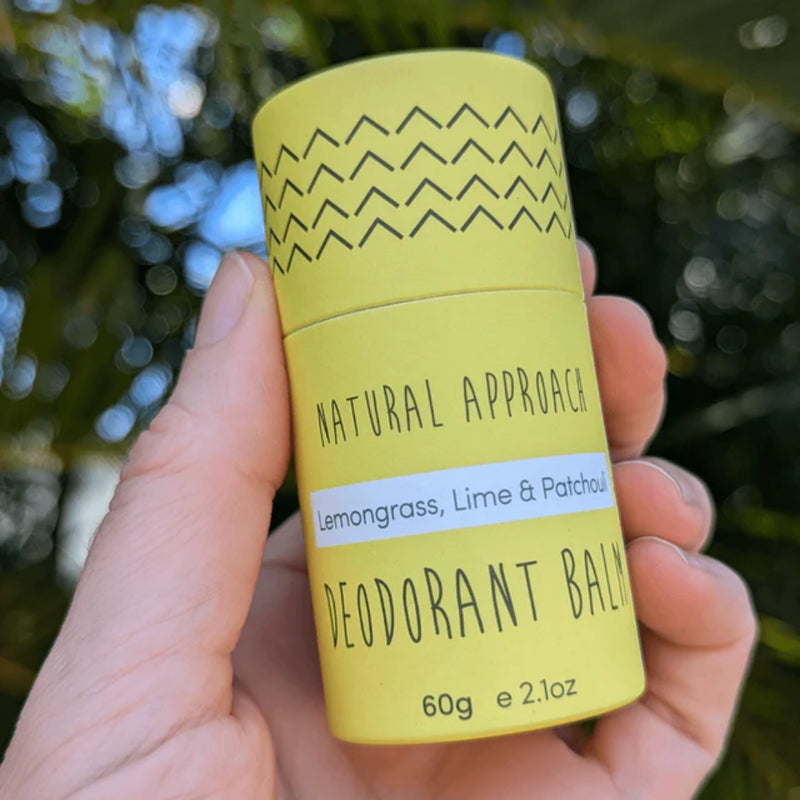 NATURAL APPROACH
Lemongrass, Lime & Patchouli
DEODORANT BALM
60g e 2.1oz